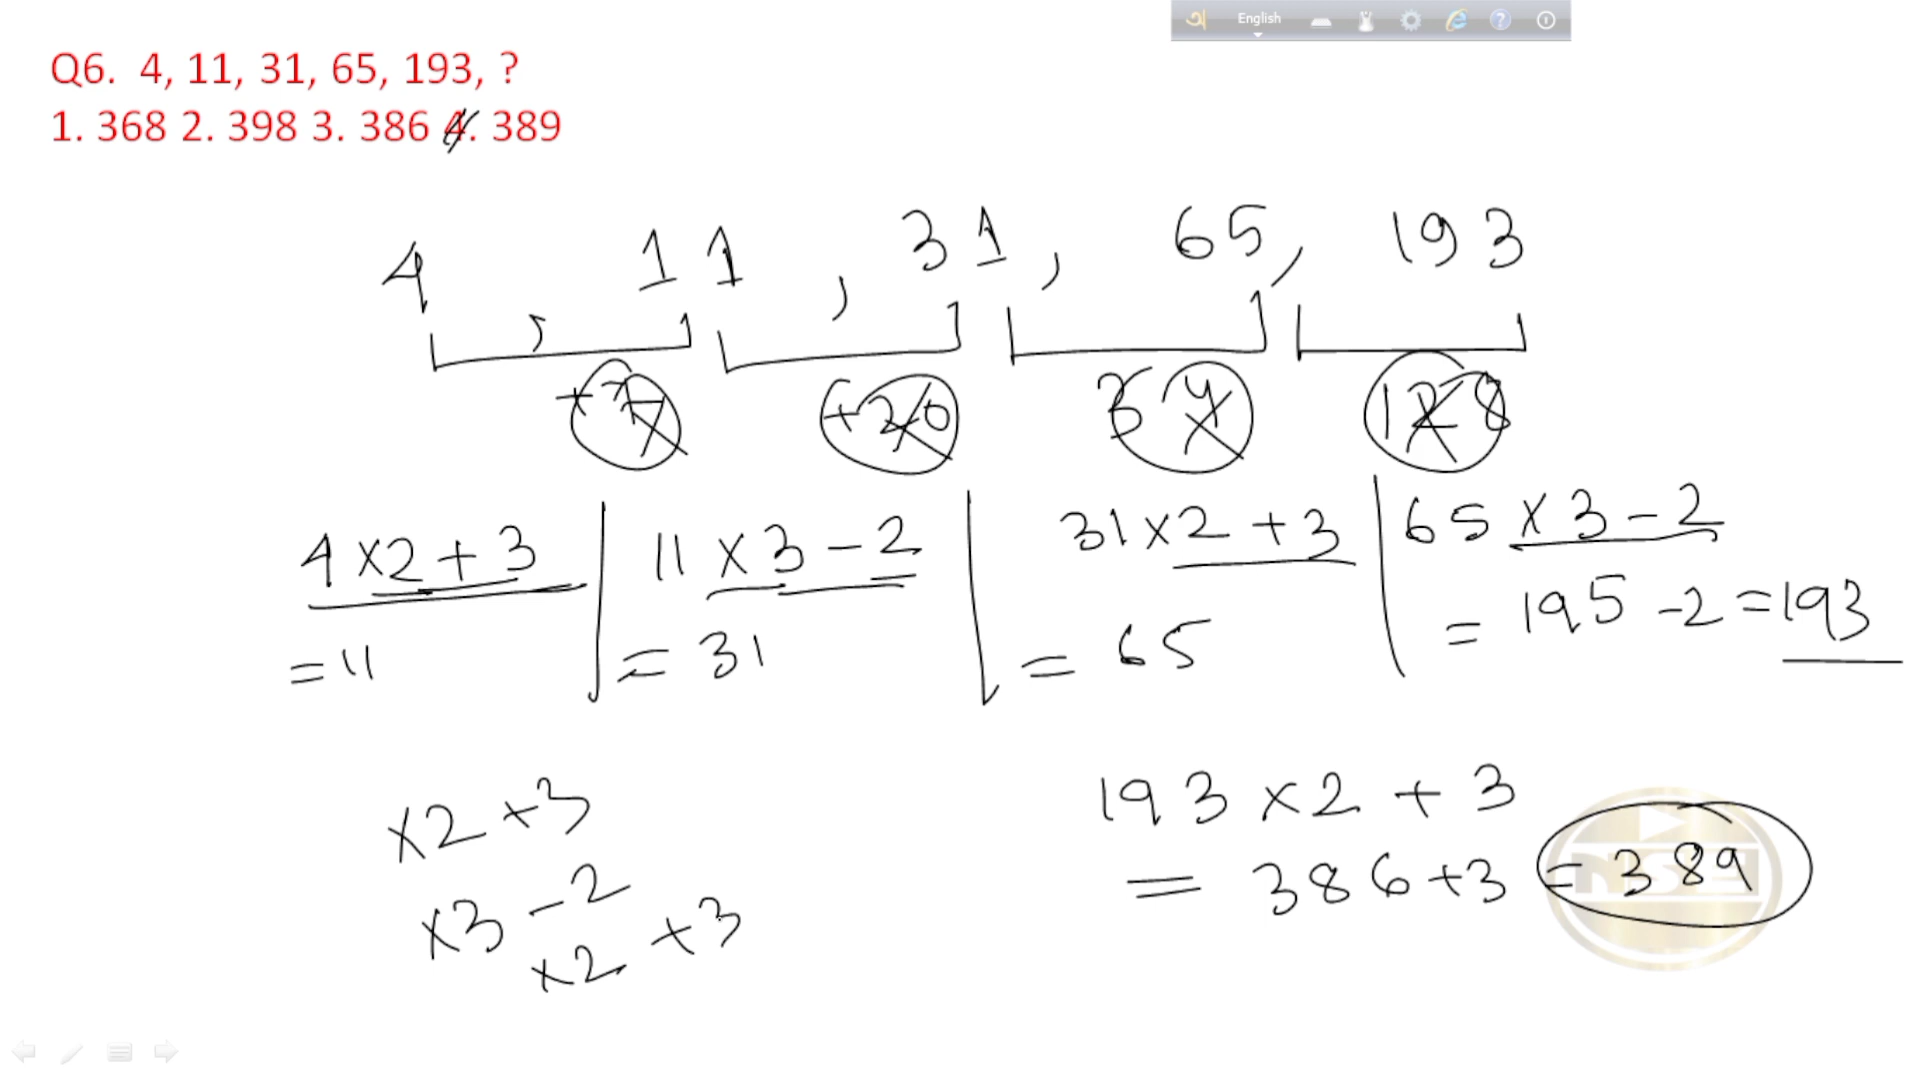 English
Q6. 4, 11, 31, 65, 193, ?
1. 368 2. 398 3. 386 4. 389
4 , 11 , 31 , 65, 193
+7 +20 34 128
4 x2 + 3 11 x 3 - 2 31 x2 + 3 65 x 3 - 2
= 11 = 31 = 65 = 195 - 2 = 193
x2 +3
x3 - 2
x2 +3
193 x2 + 3
= 386 +3 = 389